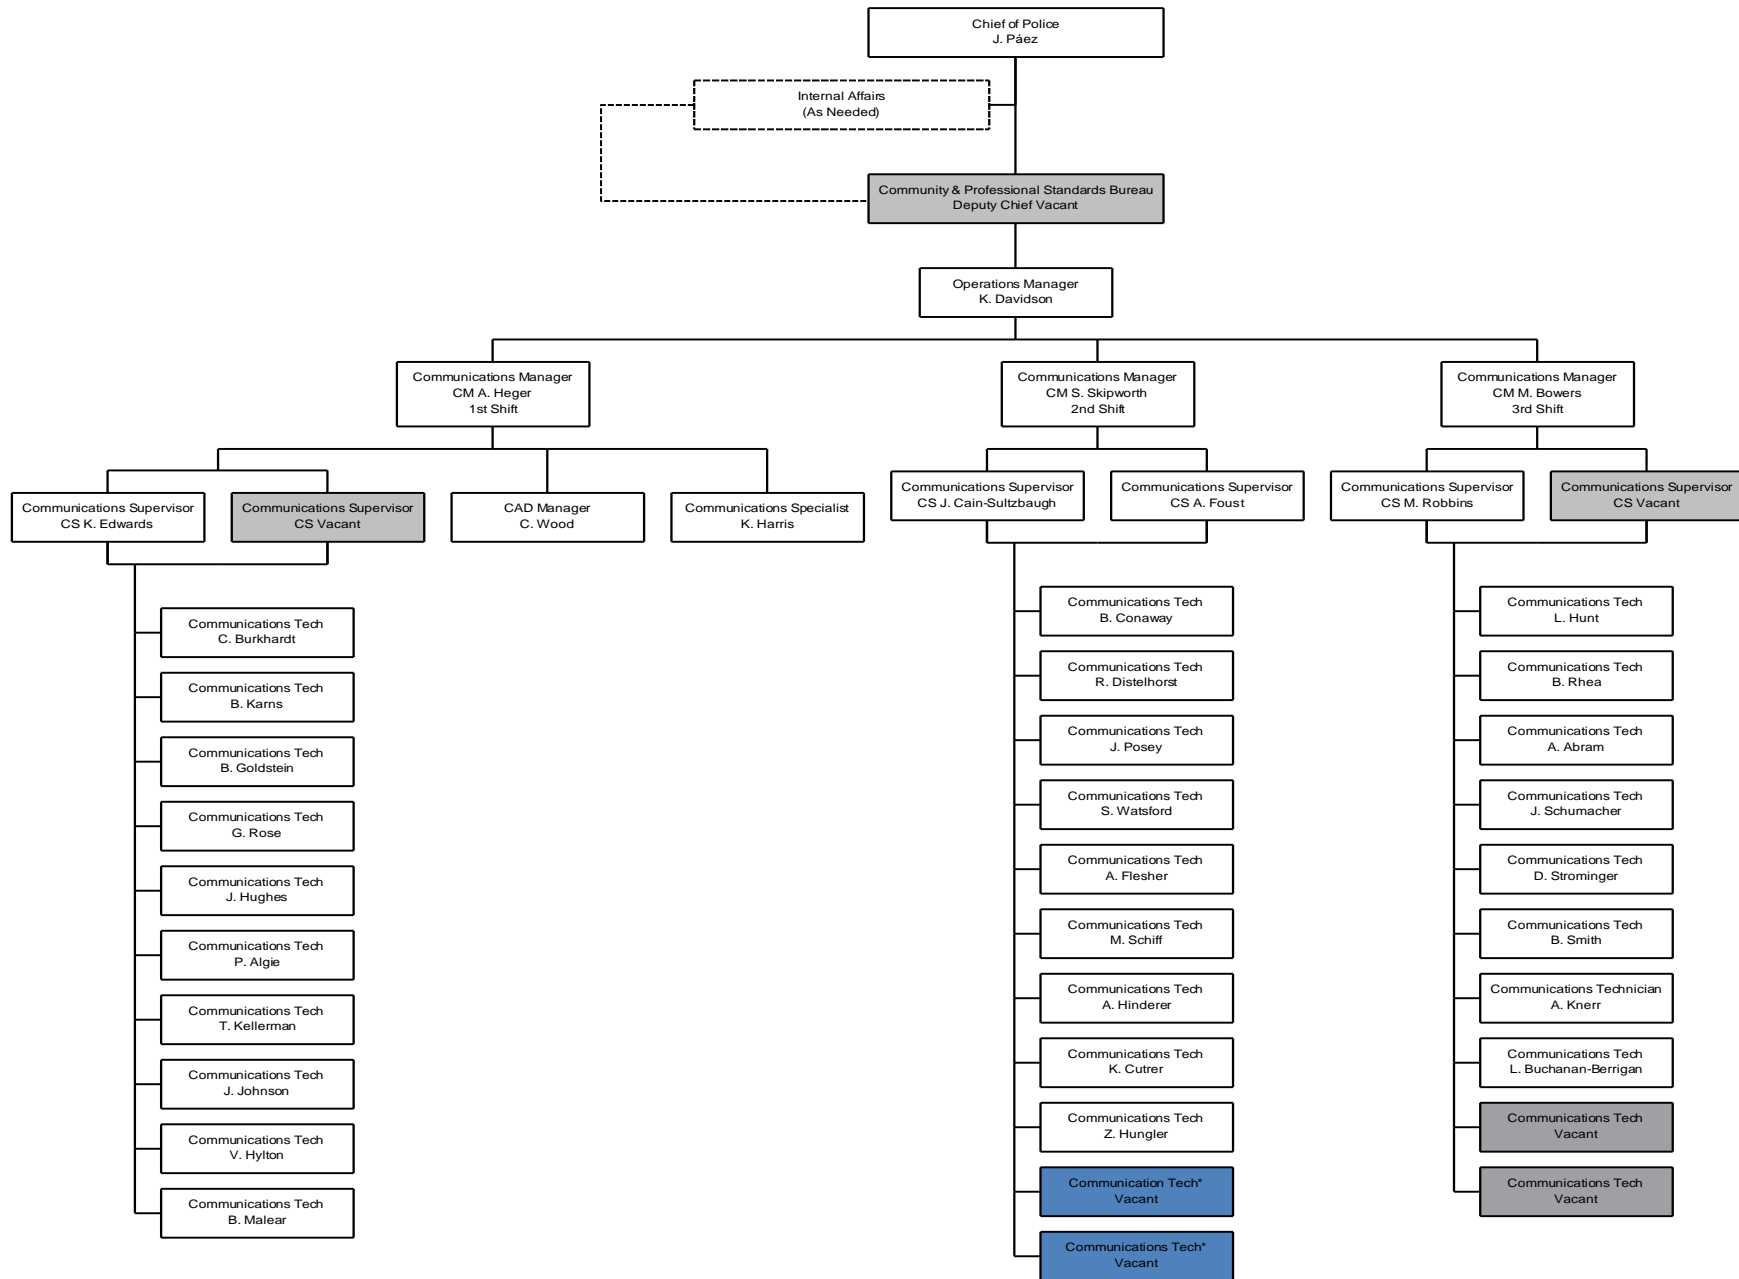 Chief of Police
J. Páez
Internal Affairs
(As Needed)
Community & Professional Standards Bureau
Deputy Chief Vacant
Operations Manager
K. Davidson
Communications Manager
CM A. Heger
1st Shift
Communications Manager
CM S. Skipworth
2nd Shift
Communications Manager
CM M. Bowers
3rd Shift
Communications Supervisor
CS K. Edwards
Communications Supervisor
CS Vacant
CAD Manager
C. Wood
Communications Specialist
K. Harris
Communications Supervisor
CS J. Cain-Sultzbaugh
Communications Supervisor
CS A. Foust
Communications Supervisor
CS M. Robbins
Communications Supervisor
CS Vacant
Communications Tech
C. Burkhardt
Communications Tech
B. Karns
Communications Tech
B. Goldstein
Communications Tech
G. Rose
Communications Tech
J. Hughes
Communications Tech
P. Algie
Communications Tech
T. Kellerman
Communications Tech
J. Johnson
Communications Tech
V. Hylton
Communications Tech
B. Malear
Communications Tech
B. Conaway
Communications Tech
R. Distelhorst
Communications Tech
J. Posey
Communications Tech
S. Watsford
Communications Tech
A. Flesher
Communications Tech
M. Schiff
Communications Tech
A. Hinderer
Communications Tech
K. Cutrer
Communications Tech
Z. Hungler
Communication Tech*
Vacant
Communications Tech*
Vacant
Communications Tech
L. Hunt
Communications Tech
B. Rhea
Communications Tech
A. Abram
Communications Tech
J. Schumacher
Communications Tech
D. Strominger
Communications Tech
B. Smith
Communications Technician
A. Knerr
Communications Tech
L. Buchanan-Berrigan
Communications Tech
Vacant
Communications Tech
Vacant